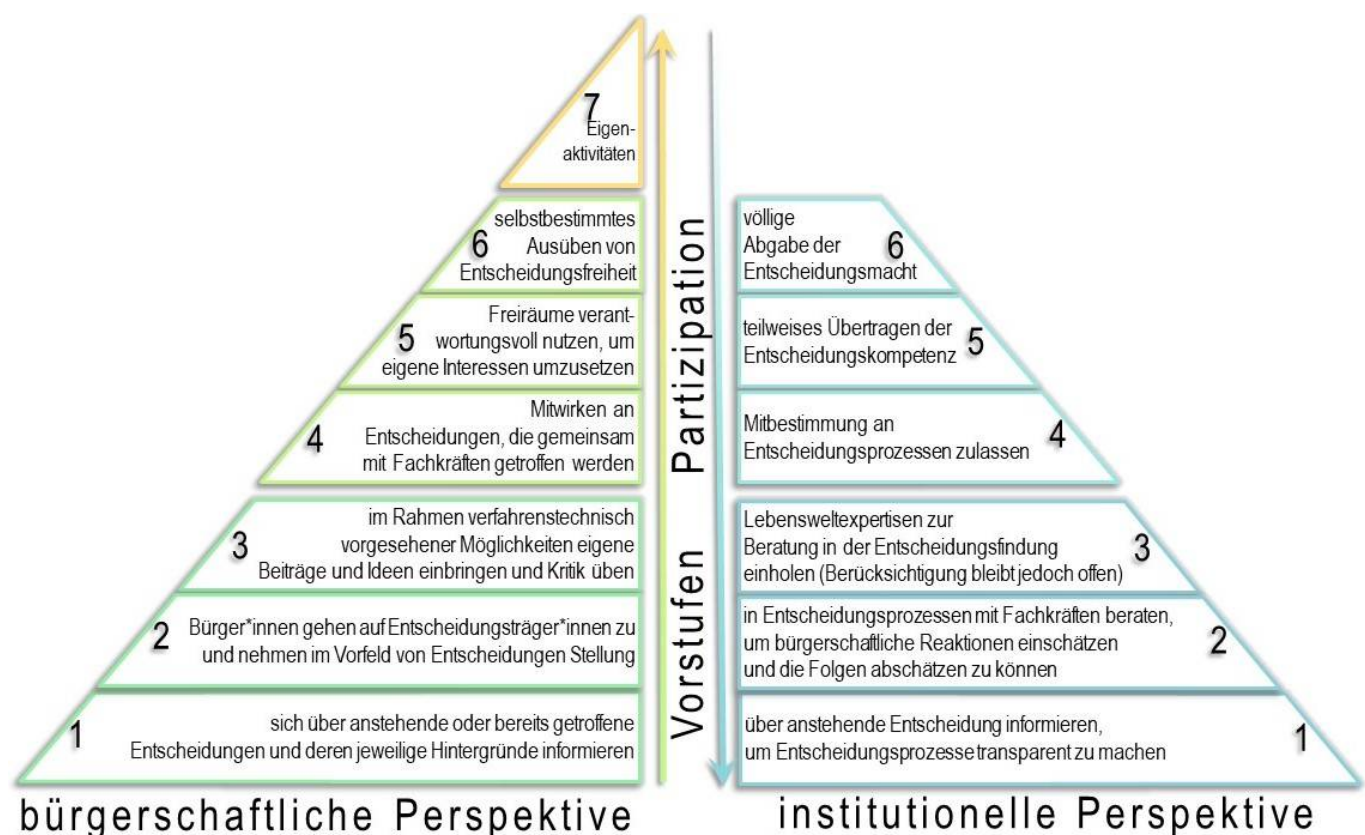 7
Eigen-
aktivitäten
6
selbstbestimmtes
Ausüben von
Entscheidungsfreiheit
5
Freiräume verant-
wortungsvoll nutzen, um
eigene Interessen umzusetzen
4
Mitwirken an
Entscheidungen, die gemeinsam
mit Fachkräften getroffen werden
3
im Rahmen verfahrenstechnisch
vorgesehener Möglichkeiten eigene
Beiträge und Ideen einbringen und Kritik üben
2
Bürger*innen gehen auf Entscheidungsträger*innen zu
und nehmen im Vorfeld von Entscheidungen Stellung
1
sich über anstehende oder bereits getroffene
Entscheidungen und deren jeweilige Hintergründe informieren
bürgerschaftliche Perspektive
Partizipation
Vorstufen
völlige
Abgabe der
Entscheidungsmacht
6
teilweises Übertragen der
Entscheidungskompetenz
5
Mitbestimmung an
Entscheidungsprozessen zulassen
4
Lebensweltexpertisen zur
Beratung in der Entscheidungsfindung
einholen (Berücksichtigung bleibt jedoch offen)
3
in Entscheidungsprozessen mit Fachkräften beraten,
um bürgerschaftliche Reaktionen einschätzen
und die Folgen abschätzen zu können
2
über anstehende Entscheidung informieren,
um Entscheidungsprozesse transparent zu machen
1
institutionelle Perspektive